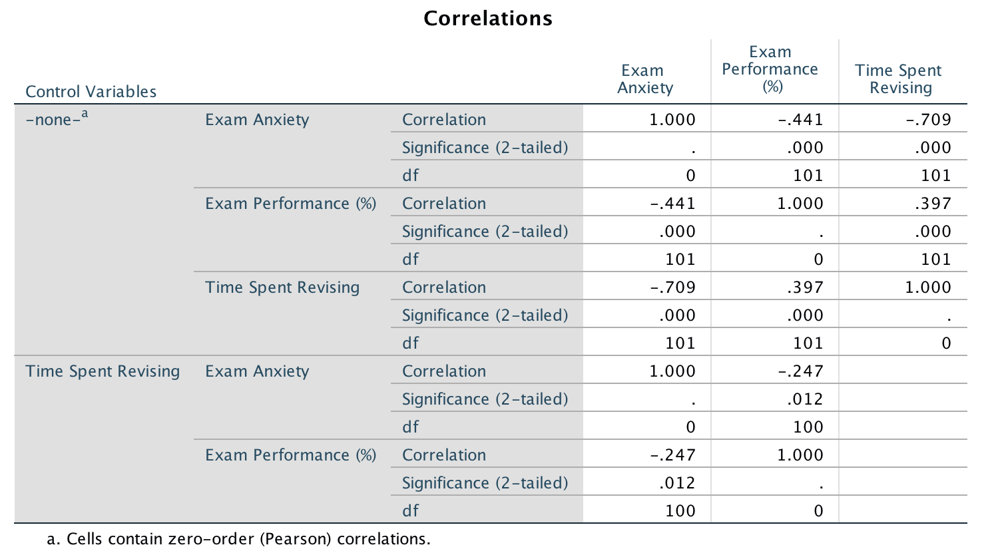 Correlations
Control Variables Exam Anxiety Exam Performance (%) Time Spent Revising
–none–a Exam Anxiety Correlation 1.000 –.441 –.709
Significance (2–tailed) . .000 .000
df 0 101 101
Exam Performance (%) Correlation –.441 1.000 .397
Significance (2–tailed) .000 . .000
df 101 0 101
Time Spent Revising Correlation –.709 .397 1.000
Significance (2–tailed) .000 .000 .
df 101 101 0
Time Spent Revising Exam Anxiety Correlation 1.000 –.247
Significance (2–tailed) . .012
df 0 100
Exam Performance (%) Correlation –.247 1.000
Significance (2–tailed) .012 .
df 100 0
a. Cells contain zero–order (Pearson) correlations.